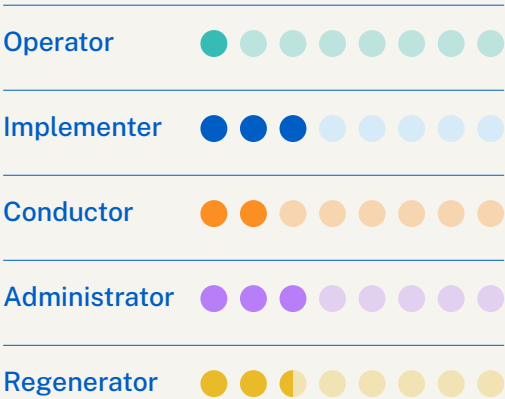 Operator
Implementer
Conductor
Administrator
Regenerator